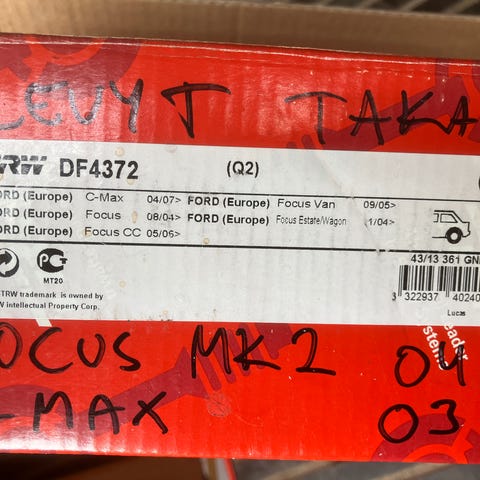 LEVYT TAKA
TRW DF4372 (Q2)
ORD (Europe) C-Max 04/07> FORD (Europe) Focus Van 09/05>
ORD (Europe) Focus 08/04> FORD (Europe) Focus Estate/Wagon 1/04>
ORD (Europe) Focus CC 05/06>
43/13 361 GN
MT20
TRW trademark is owned by
W intellectual Property Corp.
3 322937 40240
Lucas
OCUS MK2 04
-MAX 03